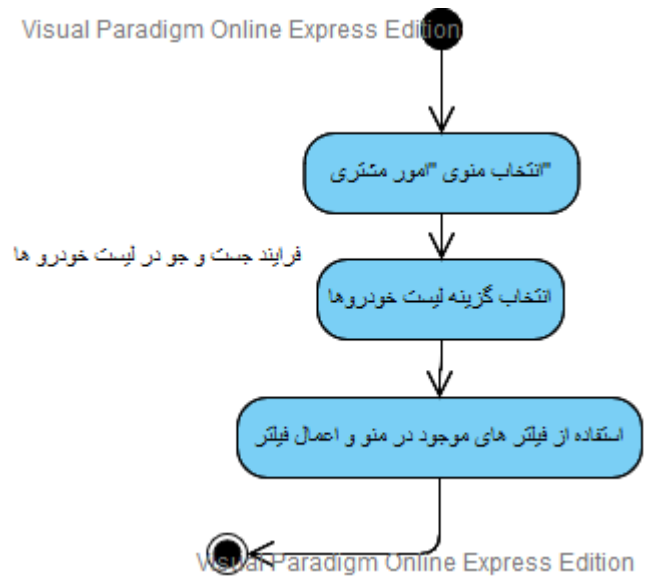 Visual Paradigm Online Express Edition
انتخاب منوی "امور مشتری"
فرایند جست و جو در لیست خودرو ها
انتخاب گزینه لیست خودروها
استفاده از فیلتر های موجود در منو و اعمال فیلتر
Visual Paradigm Online Express Edition